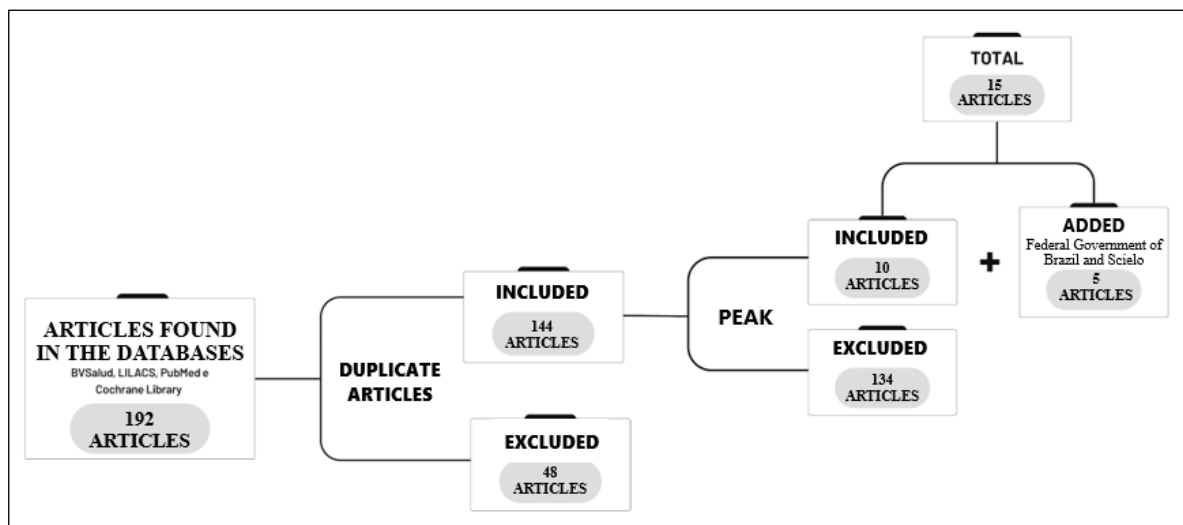 ARTICLES FOUND
IN THE DATABASES
BVSalud, LILACS, PubMed e
Cochrane Library
192
ARTICLES
DUPLICATE
ARTICLES
INCLUDED
144
ARTICLES
EXCLUDED
48
ARTICLES
PEAK
INCLUDED
10
ARTICLES
EXCLUDED
134
ARTICLES
+
ADDED
Federal Government of
Brazil and Scielo
5
ARTICLES
TOTAL
15
ARTICLES